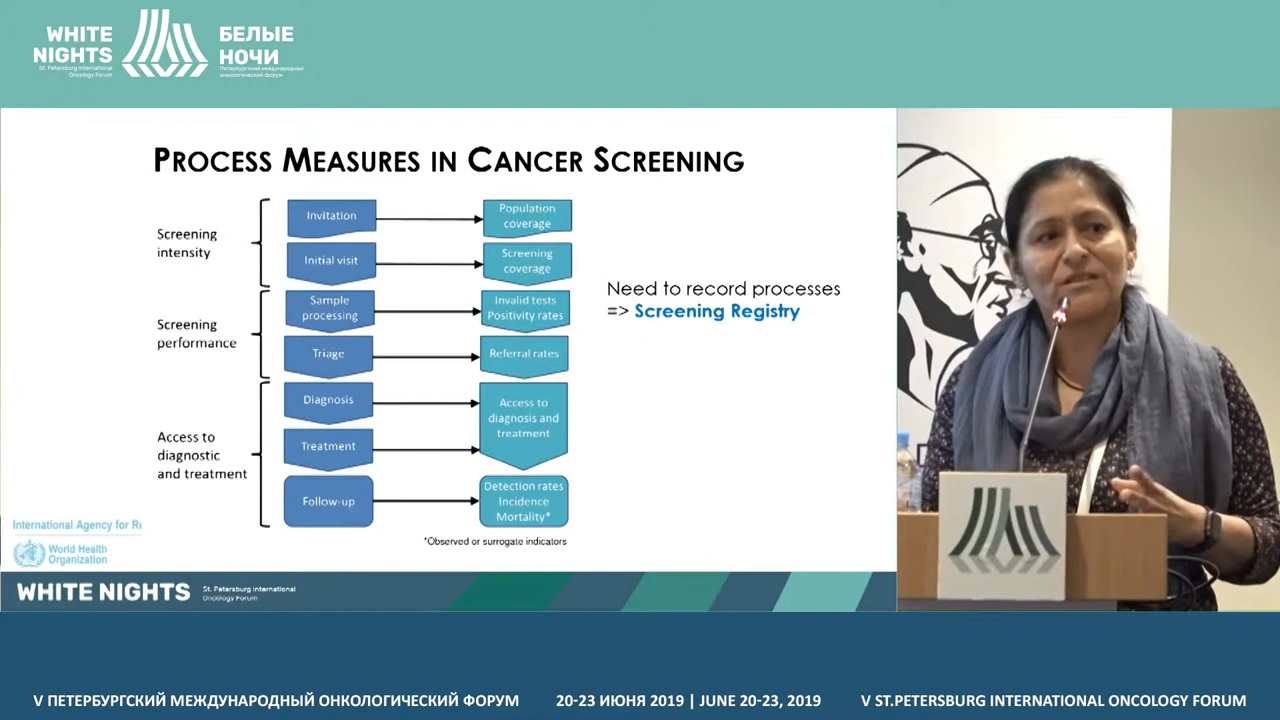 WHITE
NIGHTS
St. Petersburg International
Oncology Forum
БЕЛЫЕ
НОЧИ
Петербургский международный
онкологический форум
PROCESS MEASURES IN CANCER SCREENING
Screening
intensity
Invitation
Population
coverage
Initial visit
Screening
coverage
Screening
performance
Sample
processing
Invalid tests
Positivity rates
Triage
Referral rates
Access to
diagnostic
and treatment
Diagnosis
Treatment
Access to
diagnosis and
treatment
Follow-up
Detection rates
Incidence
Mortality*
*Observed or surrogate indicators
Need to record processes
=> Screening Registry
International Agency for Re
World Health
Organization
WHITE NIGHTS
St. Petersburg International
Oncology Forum
V ПЕТЕРБУРГСКИЙ МЕЖДУНАРОДНЫЙ ОНКОЛОГИЧЕСКИЙ ФОРУМ
20-23 ИЮНЯ 2019 | JUNE 20-23, 2019
V ST.PETERSBURG INTERNATIONAL ONCOLOGY FORUM